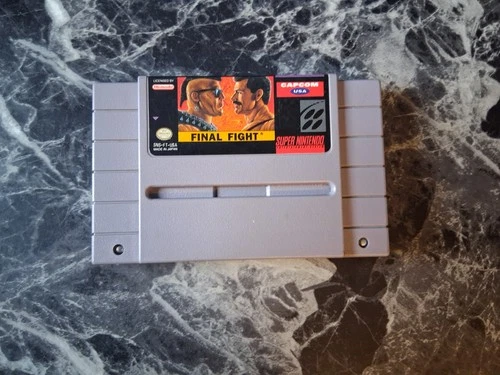 LICENSED BY
Nintendo
CAPCOM
USA
FINAL FIGHT
SUPER NINTENDO
SNS-FT-USA
MADE IN JAPAN